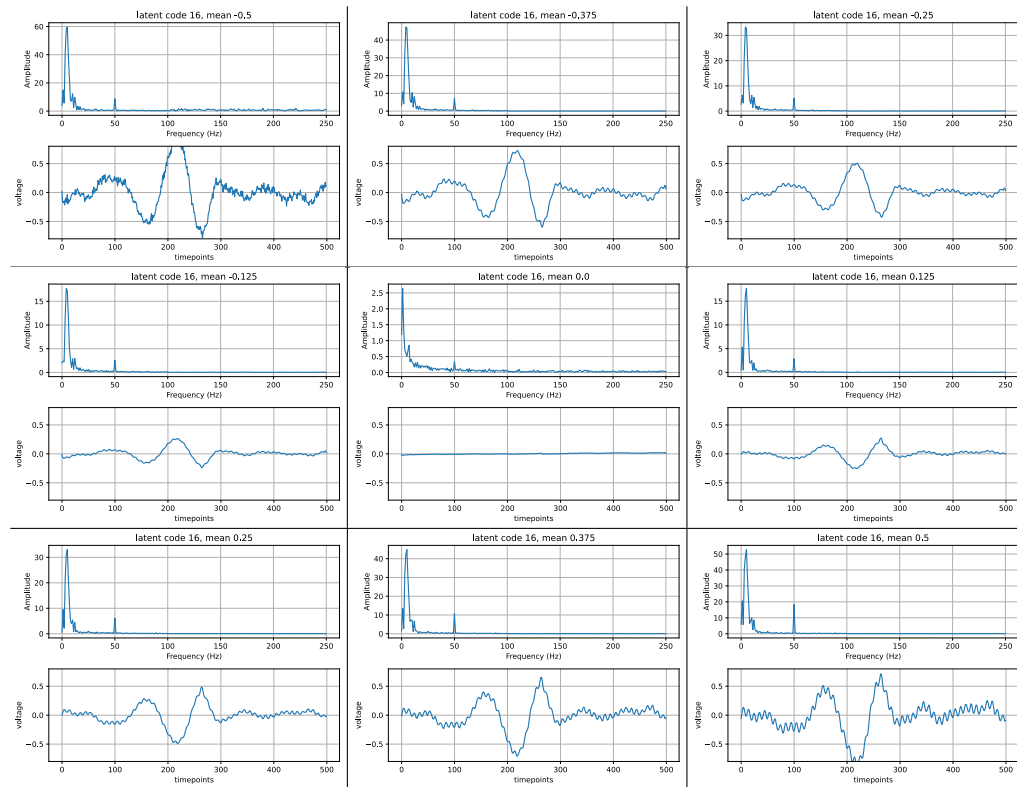 latent code 16, mean -0.5
Amplitude
60
40
20
0
0 50 100 150 200 250
Frequency (Hz)
voltage
0.5
0.0
−0.5
0 100 200 300 400 500
timepoints
latent code 16, mean -0.375
Amplitude
40
30
20
10
0
0 50 100 150 200 250
Frequency (Hz)
voltage
0.5
0.0
−0.5
0 100 200 300 400 500
timepoints
latent code 16, mean -0.25
Amplitude
30
20
10
0
0 50 100 150 200 250
Frequency (Hz)
voltage
0.5
0.0
−0.5
0 100 200 300 400 500
timepoints
latent code 16, mean -0.125
Amplitude
15
10
5
0
0 50 100 150 200 250
Frequency (Hz)
voltage
0.5
0.0
−0.5
0 100 200 300 400 500
timepoints
latent code 16, mean 0.0
Amplitude
2.5
2.0
1.5
1.0
0.5
0.0
0 50 100 150 200 250
Frequency (Hz)
voltage
0.5
0.0
−0.5
0 100 200 300 400 500
timepoints
latent code 16, mean 0.125
Amplitude
15
10
5
0
0 50 100 150 200 250
Frequency (Hz)
voltage
0.5
0.0
−0.5
0 100 200 300 400 500
timepoints
latent code 16, mean 0.25
Amplitude
30
20
10
0
0 50 100 150 200 250
Frequency (Hz)
voltage
0.5
0.0
−0.5
0 100 200 300 400 500
timepoints
latent code 16, mean 0.375
Amplitude
40
30
20
10
0
0 50 100 150 200 250
Frequency (Hz)
voltage
0.5
0.0
−0.5
0 100 200 300 400 500
timepoints
latent code 16, mean 0.5
Amplitude
50
40
30
20
10
0
0 50 100 150 200 250
Frequency (Hz)
voltage
0.5
0.0
−0.5
0 100 200 300 400 500
timepoints